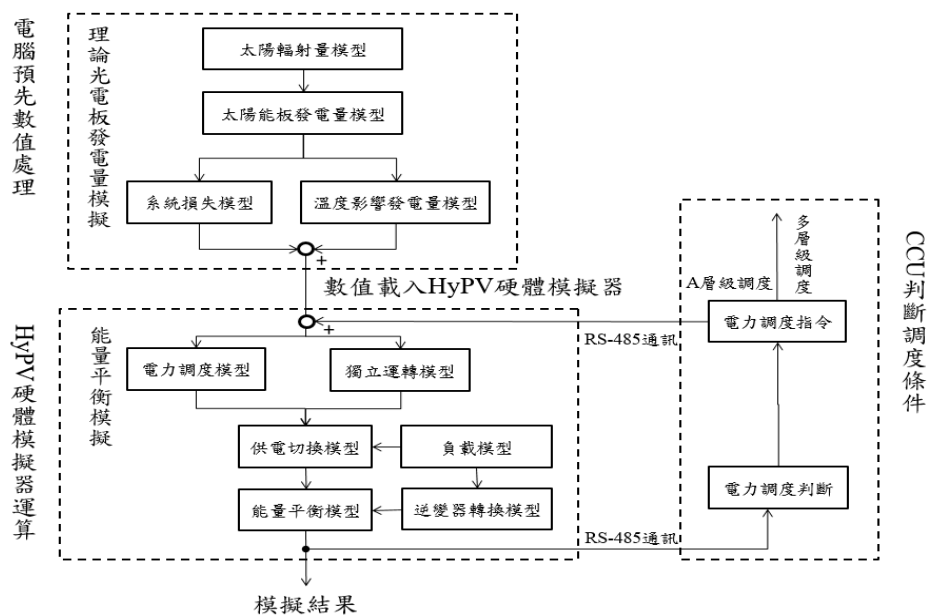 電腦預先數值處理
理論光電板發電量模擬
太陽輻射量模型
太陽能板發電量模型
系統損失模型
溫度影響發電量模型
+
數值載入HyPV硬體模擬器
HyPV硬體模擬器運算
能量平衡模擬
+
電力調度模型
獨立運轉模型
供電切換模型
負載模型
能量平衡模型
逆變器轉換模型
模擬結果
RS-485通訊
RS-485通訊
CCU判斷調度條件
多層級調度
A層級調度
電力調度指令
電力調度判斷